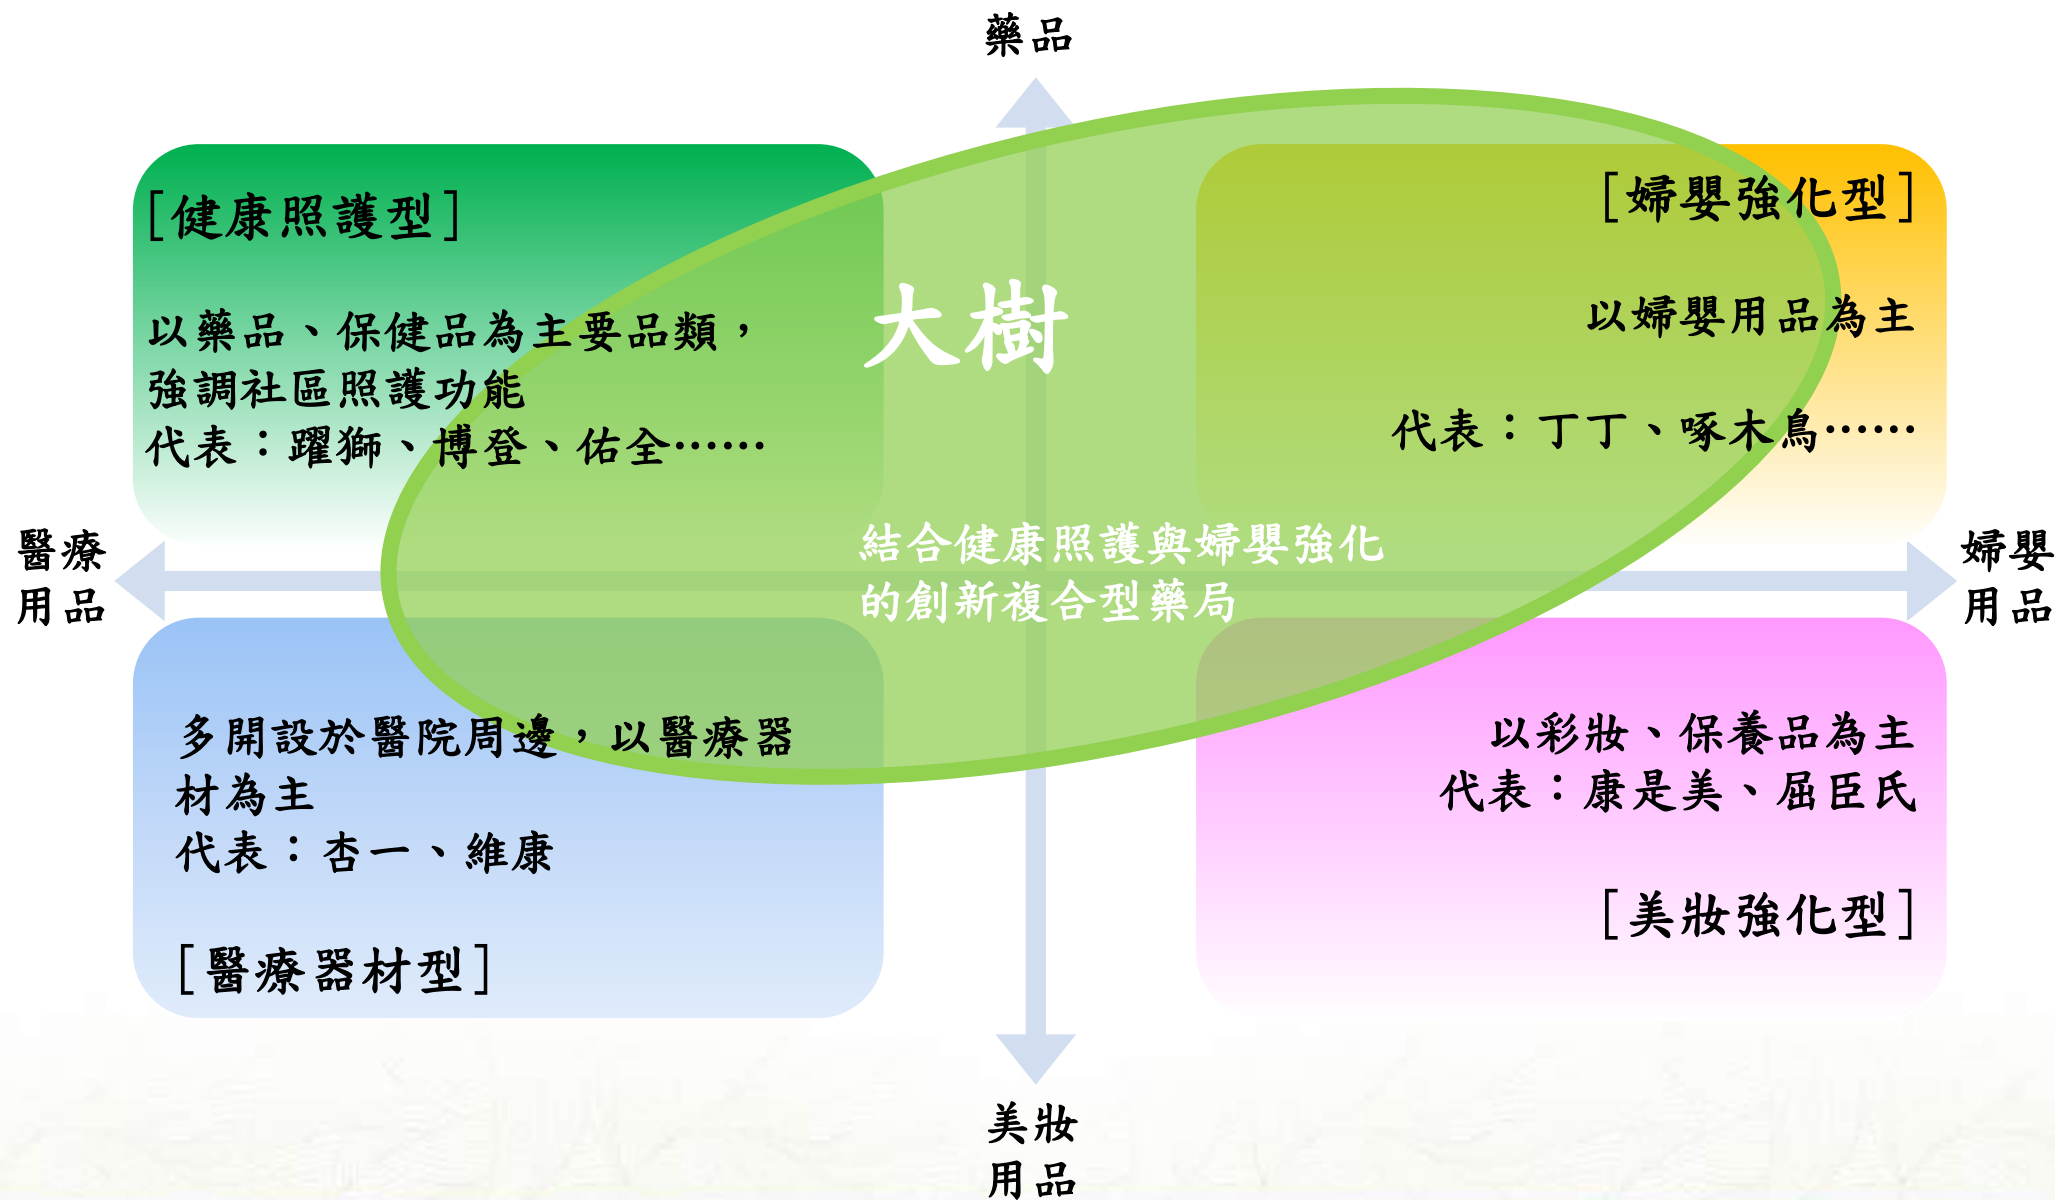 藥品
[健康照護型]
以藥品、保健品為主要品類，
強調社區照護功能
代表：躍獅、博登、佑全……
大樹
結合健康照護與婦嬰強化
的創新複合型藥局
[婦嬰強化型]
以婦嬰用品為主
代表：丁丁、啄木鳥……
醫療
用品
婦嬰
用品
多開設於醫院周邊，以醫療器
材為主
代表：杏一、維康
[醫療器材型]
以彩妝、保養品為主
代表：康是美、屈臣氏
[美妝強化型]
美妝
用品